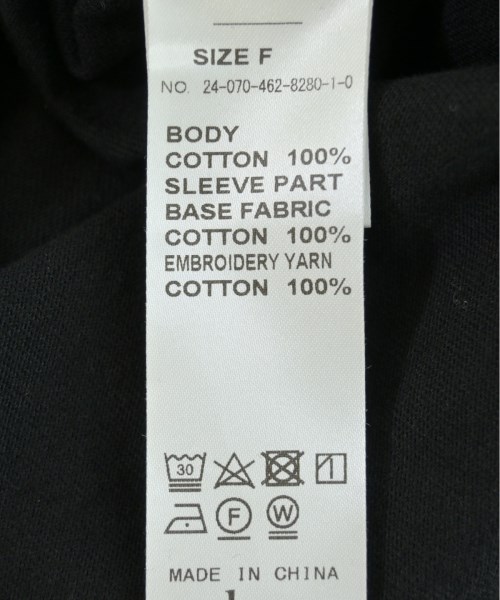 SIZE F
NO. 24-070-462-8280-1-0
BODY
COTTON 100%
SLEEVE PART
BASE FABRIC
COTTON 100%
EMBROIDERY YARN
COTTON 100%
30
F W
MADE IN CHINA